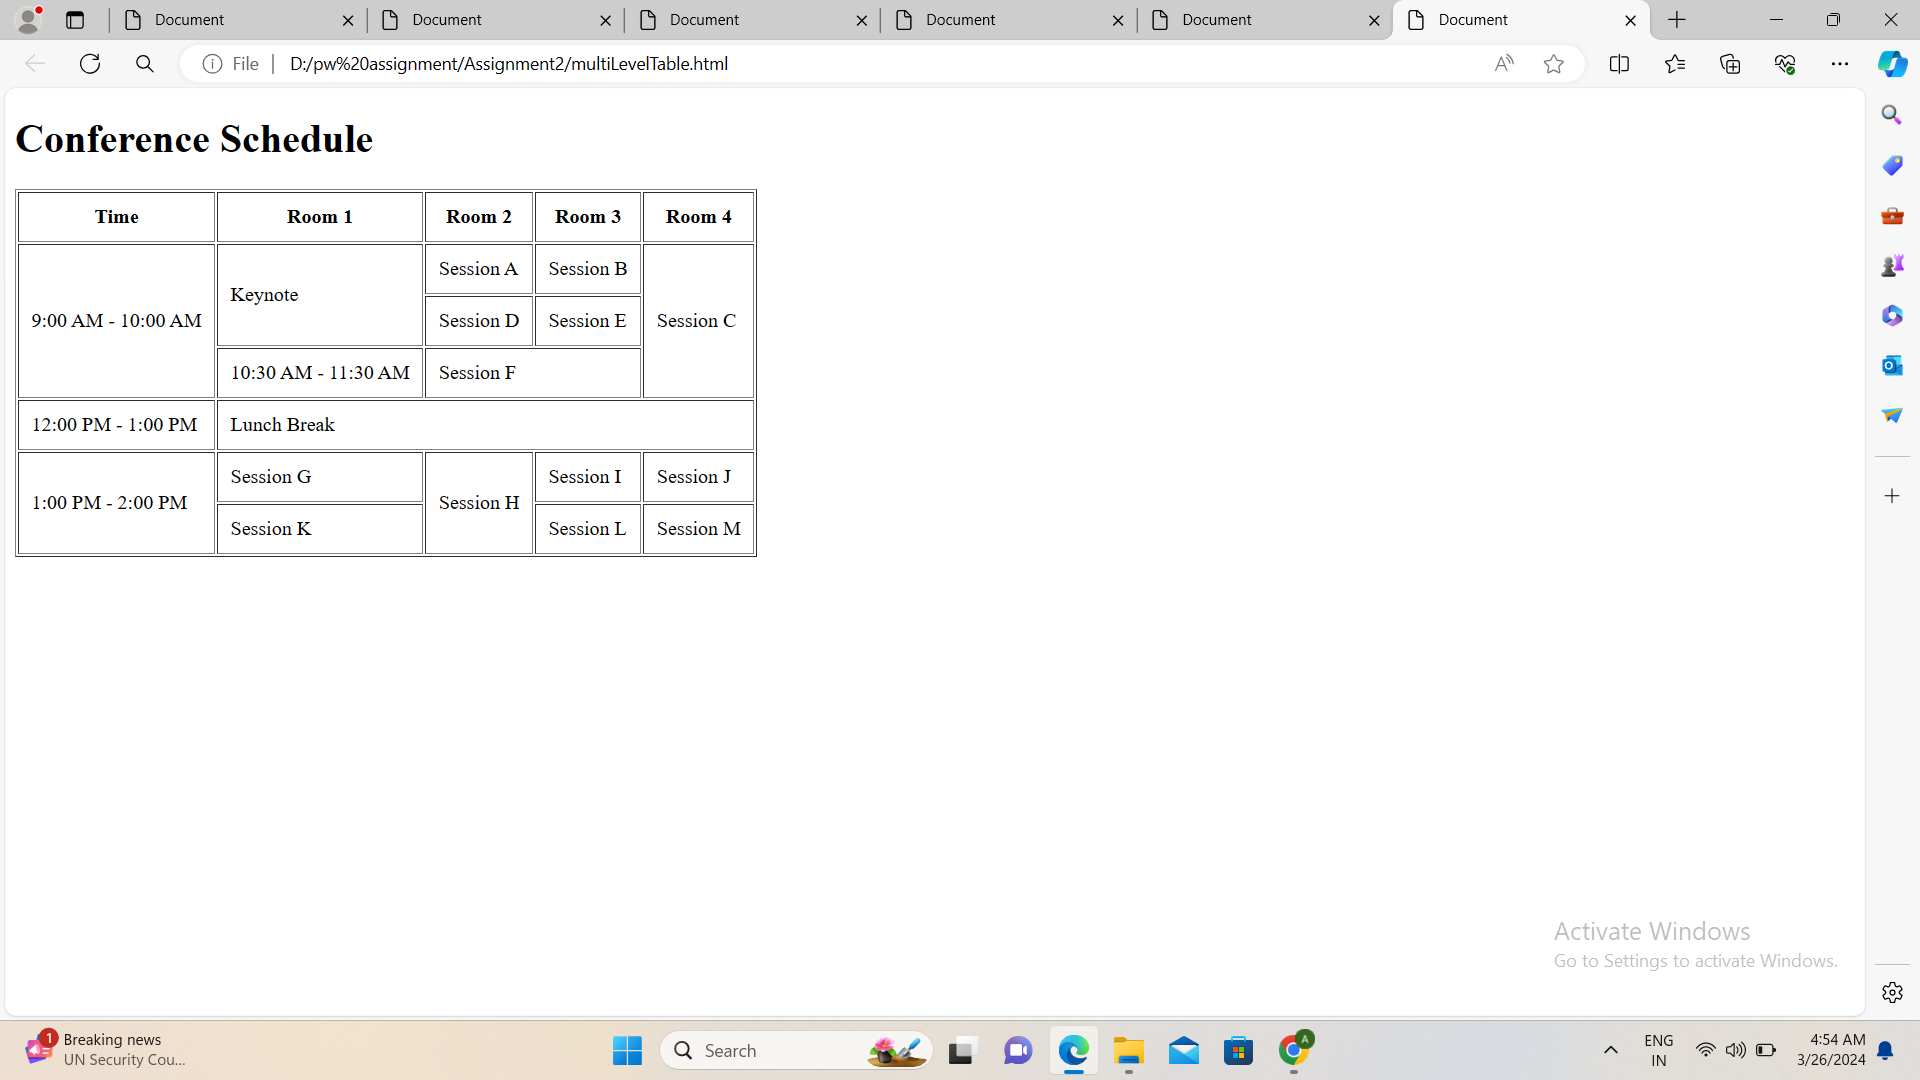 Document Document Document Document Document Document
File D:/pw%20assignment/Assignment2/multiLevelTable.html
Conference Schedule
Time Room 1 Room 2 Room 3 Room 4
9:00 AM - 10:00 AM Keynote Session A Session B Session C
Session D Session E
10:30 AM - 11:30 AM Session F
12:00 PM - 1:00 PM Lunch Break
1:00 PM - 2:00 PM Session G Session H Session I Session J
Session K Session L Session M
Activate Windows
Go to Settings to activate Windows.
1 Breaking news
UN Security Cou...
Search
A
ENG
IN
4:54 AM
3/26/2024